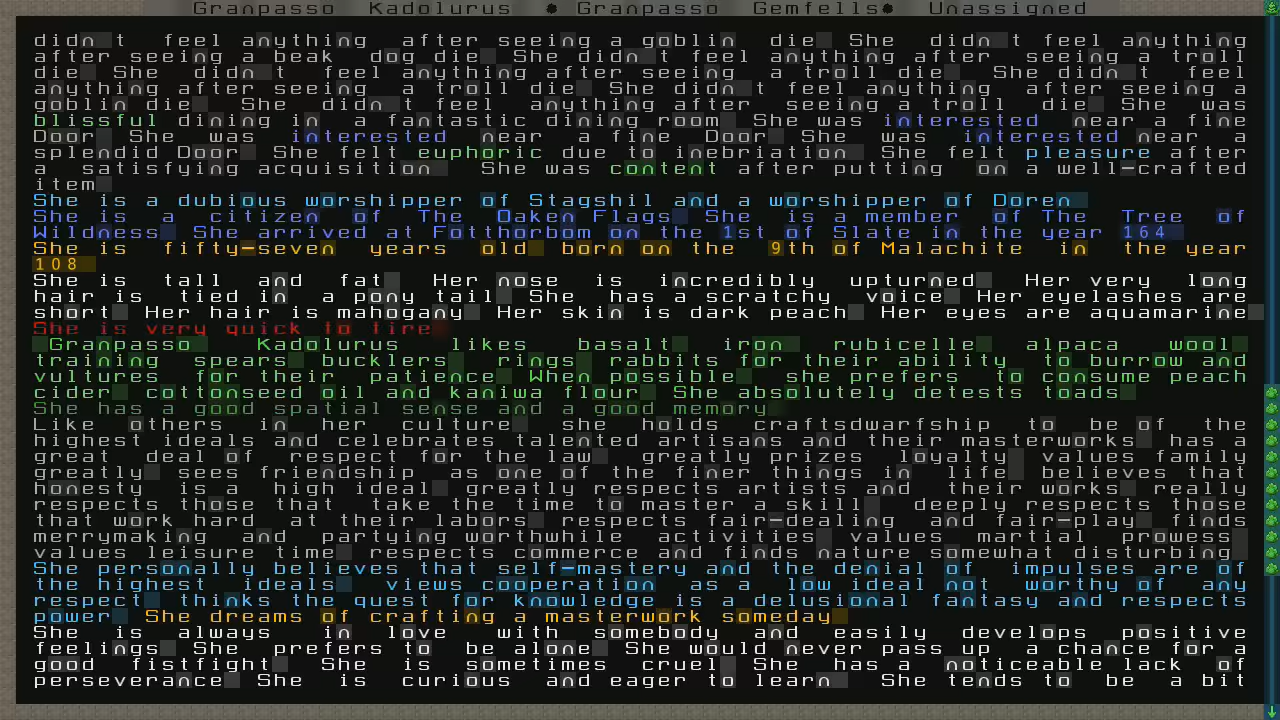 Granpasso Kadolurus Granpasso Gemfells Unassigned
didn't feel anything after seeing a goblin die. She didn't feel anything
after seeing a beak dog die. She didn't feel anything after seeing a troll
die. She didn't feel anything after seeing a troll die. She didn't feel
anything after seeing a troll die. She didn't feel anything after seeing a
goblin die. She didn't feel anything after seeing a troll die. She was
blissful dining in a fantastic dining room. She was interested near a fine
Door. She was interested near a fine Door. She was interested near a
splendid Door. She felt euphoric due to inebriation. She felt pleasure after
a satisfying acquisition. She was content after putting on a well-crafted
item.
She is a dubious worshipper of Stagshil and a worshipper of Doren.
She is a citizen of The Oaken Flags. She is a member of The Tree of
Wildness. She arrived at Fotthorbom on the 1st of Slate in the year 164.
She is fifty-seven years old, born on the 9th of Malachite in the year
108.
She is tall and fat. Her nose is incredibly upturned. Her very long
hair is tied in a pony tail. She has a scratchy voice. Her eyelashes are
short. Her hair is mahogany. Her skin is dark peach. Her eyes are aquamarine.
She is very quick to tire.
Granpasso Kadolurus likes basalt, iron, rubicelle, alpaca wool,
training spears, bucklers, rings, rabbits for their ability to burrow and
vultures for their patience. When possible, she prefers to consume peach
cider, cottonseed oil and kaniwa flour. She absolutely detests toads.
She has a good spatial sense and a good memory.
Like others in her culture, she holds craftsdwarfship to be of the
highest ideals and celebrates talented artisans and their masterworks, has a
great deal of respect for the law, greatly prizes loyalty, values family
greatly, sees friendship as one of the finer things in life, believes that
honesty is a high ideal, greatly respects artists and their works, really
respects those that take the time to master a skill, deeply respects those
that work hard at their labors, respects fair-dealing and fair-play, finds
merrymaking and partying worthwhile activities, values martial prowess,
values leisure time, respects commerce and finds nature somewhat disturbing.
She personally believes that self-mastery and the denial of impulses are of
the highest ideals, views cooperation as a low ideal not worthy of any
respect, thinks the quest for knowledge is a delusional fantasy and respects
power. She dreams of crafting a masterwork someday.
She is always in love with somebody and easily develops positive
feelings. She prefers to be alone. She would never pass up a chance for a
good fistfight. She is sometimes cruel. She has a noticeable lack of
perseverance. She is curious and eager to learn. She tends to be a bit